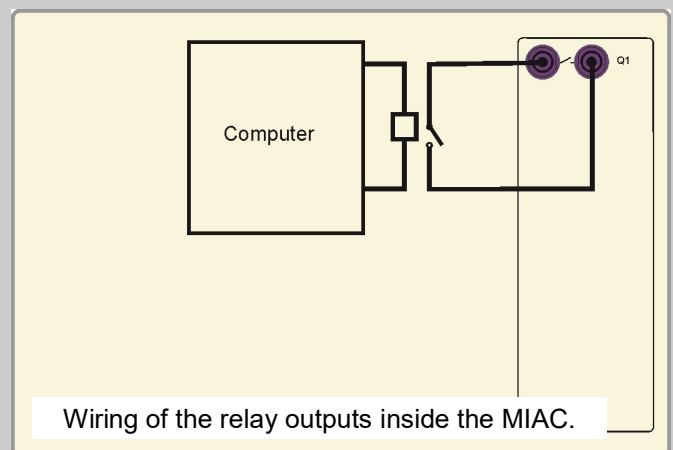 Q1
Computer
Wiring of the relay outputs inside the MIAC.